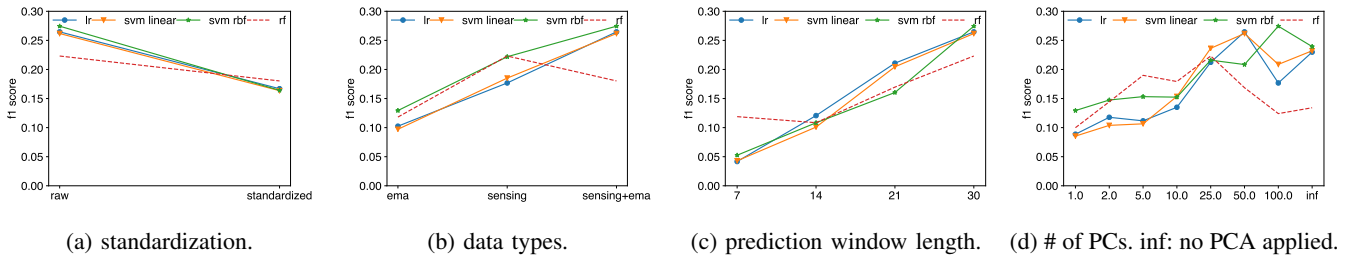 lr svm linear svm rbf rf
f1 score
0.30
0.25
0.20
0.15
0.10
0.05
0.00
raw standardized
(a) standardization.
lr svm linear svm rbf rf
f1 score
0.30
0.25
0.20
0.15
0.10
0.05
0.00
ema sensing sensing+ema
(b) data types.
lr svm linear svm rbf rf
f1 score
0.30
0.25
0.20
0.15
0.10
0.05
0.00
7 14 21 30
(c) prediction window length.
lr svm linear svm rbf rf
f1 score
0.30
0.25
0.20
0.15
0.10
0.05
0.00
1.0 2.0 5.0 10.0 25.0 50.0 100.0 inf
(d) # of PCs. inf: no PCA applied.